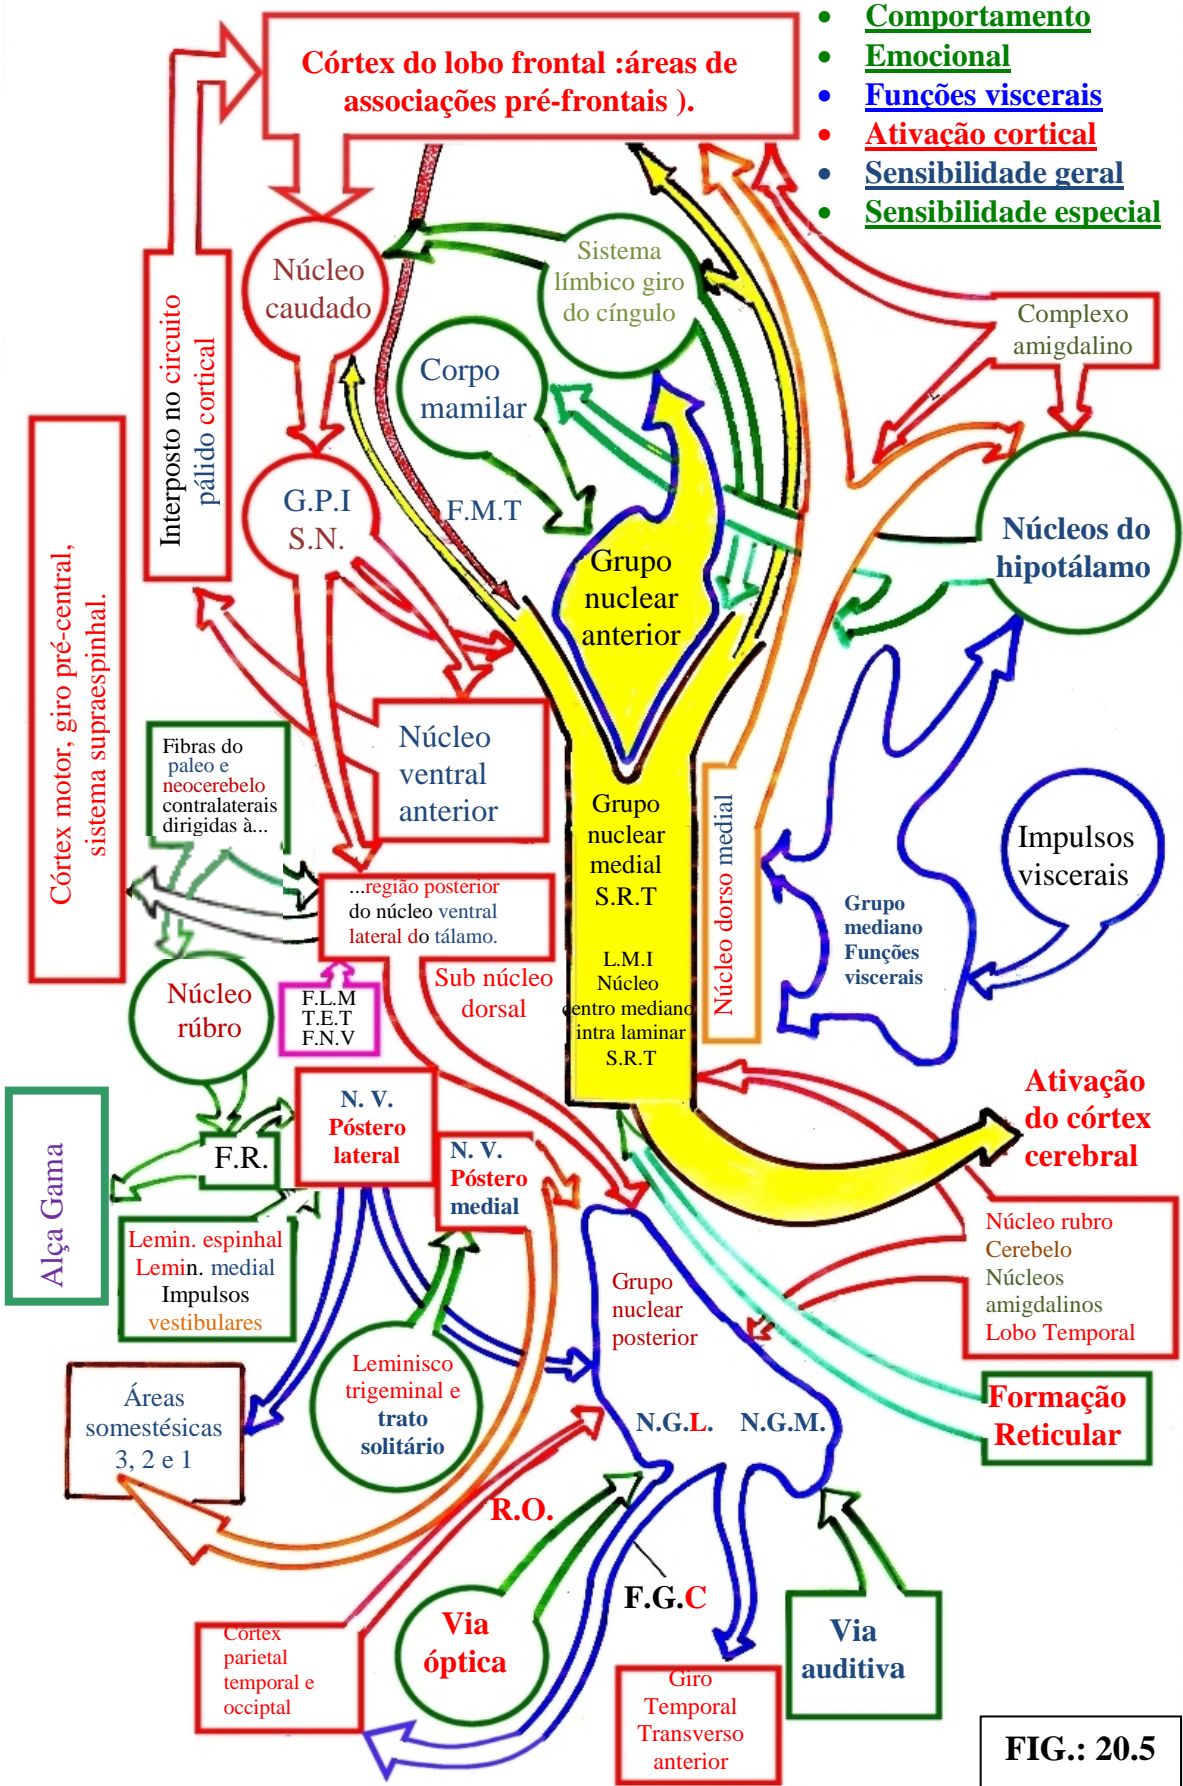 Comportamento
Emocional
Funções viscerais
Ativação cortical
Sensibilidade geral
Sensibilidade especial
Córtex do lobo frontal :áreas de
associações pré-frontais ).
Núcleo
caudado
Sistema
límbico giro
do cíngulo
Complexo
amigdalino
Interposto no circuito
pálido cortical
Corpo
mamilar
F.M.T
G.P.I
S.N.
Núcleos do
hipotálamo
Grupo
nuclear
anterior
Córtex motor, giro pré-central,
sistema supraespinhal.
Fibras do
paleo e
neocerebelo
contralaterais
dirigidas à...
Núcleo
ventral
anterior
Grupo
nuclear
medial
S.R.T
L.M.I
Núcleo
centro mediano
intra laminar
S.R.T
Núcleo dorso medial
Impulsos
viscerais
Grupo
mediano
Funções
viscerais
...região posterior
do núcleo ventral
lateral do tálamo.
Sub núcleo
dorsal
Núcleo
rúbro
F.L.M
T.E.T
F.N.V
Ativação
do córtex
cerebral
N. V.
Póstero
lateral
N. V.
Póstero
medial
F.R.
Alça Gama
Lemin. espinhal
Lemin. medial
Impulsos
vestibulares
Núcleo rubro
Cerebelo
Núcleos
amigdalinos
Lobo Temporal
Grupo
nuclear
posterior
Leminisco
trigeminal e
trato
solitário
Áreas
somestésicas
3, 2 e 1
Formação
Reticular
N.G.L.
N.G.M.
R.O.
F.G.C
Via
óptica
Via
auditiva
Córtex
parietal
temporal e
occiptal
Giro
Temporal
Transverso
anterior
FIG.: 20.5